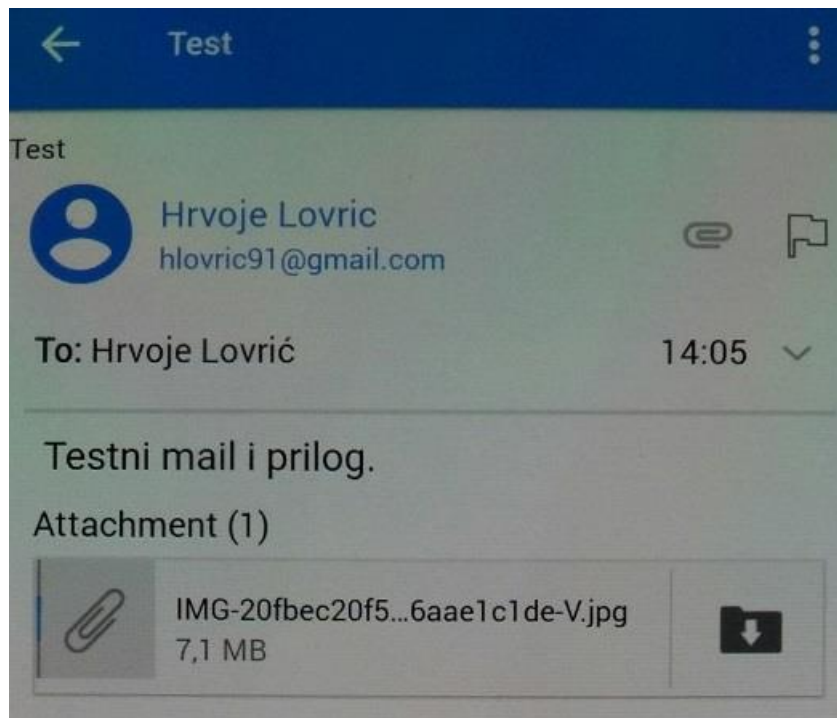 Test
Test
Hrvoje Lovric
hlovric91@gmail.com
To: Hrvoje Lovrić 14:05
Testni mail i prilog.
Attachment (1)
IMG-20fbec20f5...6aae1c1de-V.jpg
7,1 MB